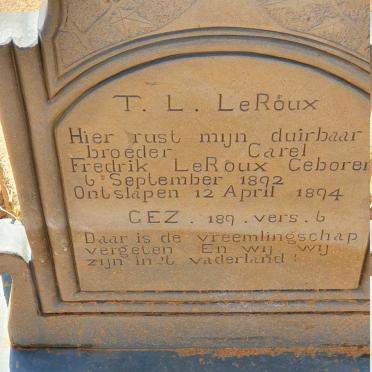 T. L. LeRoux
Hier rust mijn duirbaar
broeder Carel
Fredrik LeRoux Geboren
6 September 1892
Ontslapen 12 April 1894
GEZ. 189. vers. 6
Daar is de vreemlingschap
vergeten En wij wy
zijn in't vaderland!